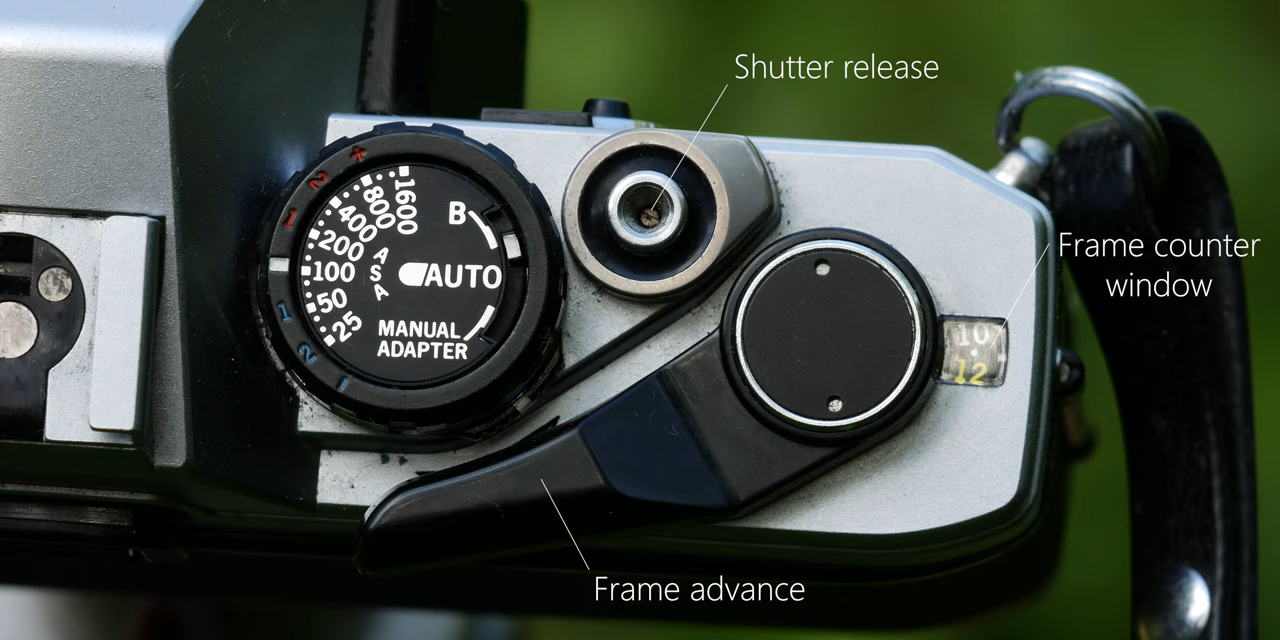 Shutter release
Frame counter
window
Frame advance
1600
800
400
200
100
50
25
ASA
B
AUTO
MANUAL
ADAPTER
+
2
1
1
2
10
12
1